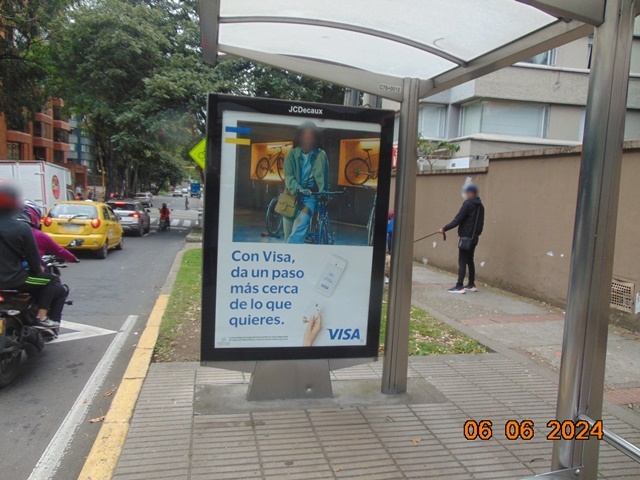 JCDecaux
Con Visa,
da un paso
más cerca
de lo que
quieres.
VISA
06 06 2024